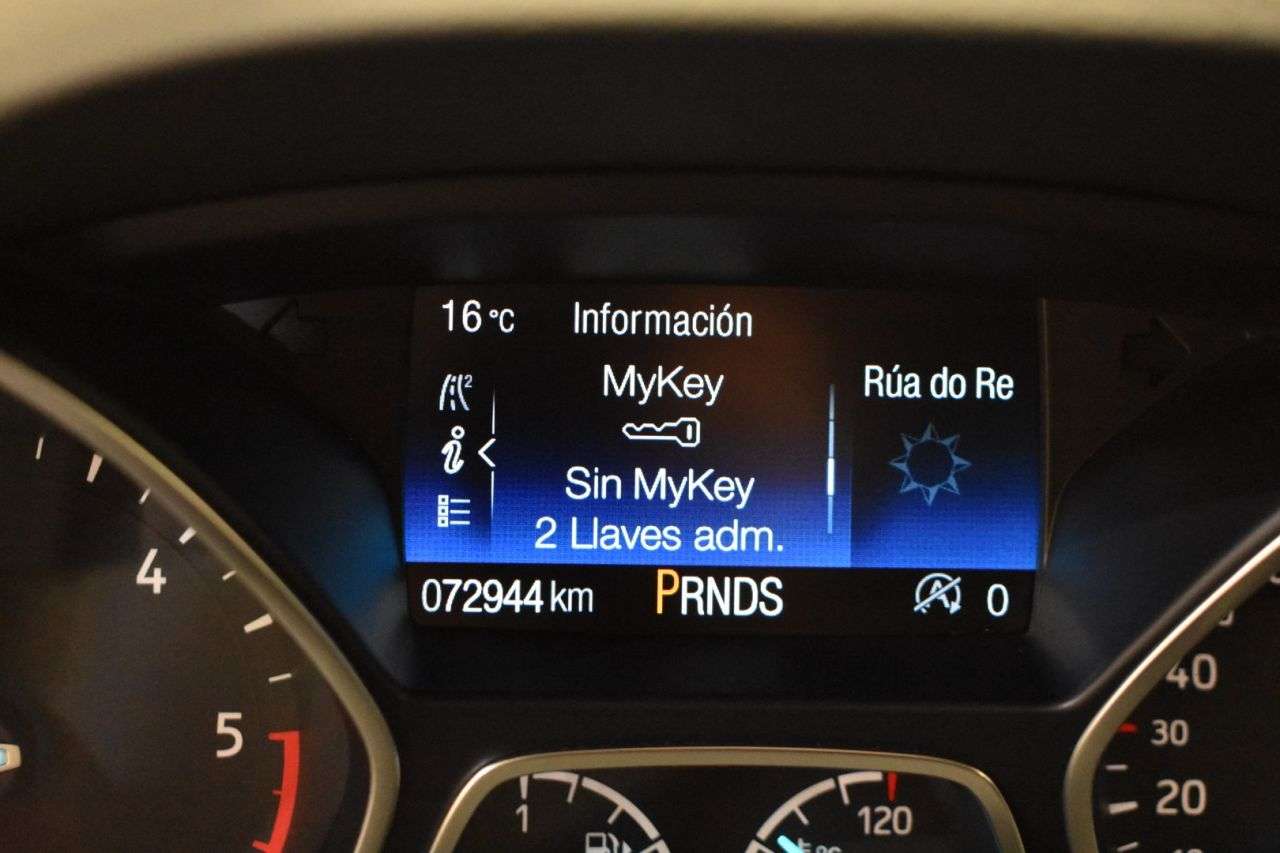 16 °C Información
MyKey
Rúa do Re
Sin MyKey
2 Llaves adm.
072944 km PRNDS 0
4
5
40
30
20
1
120